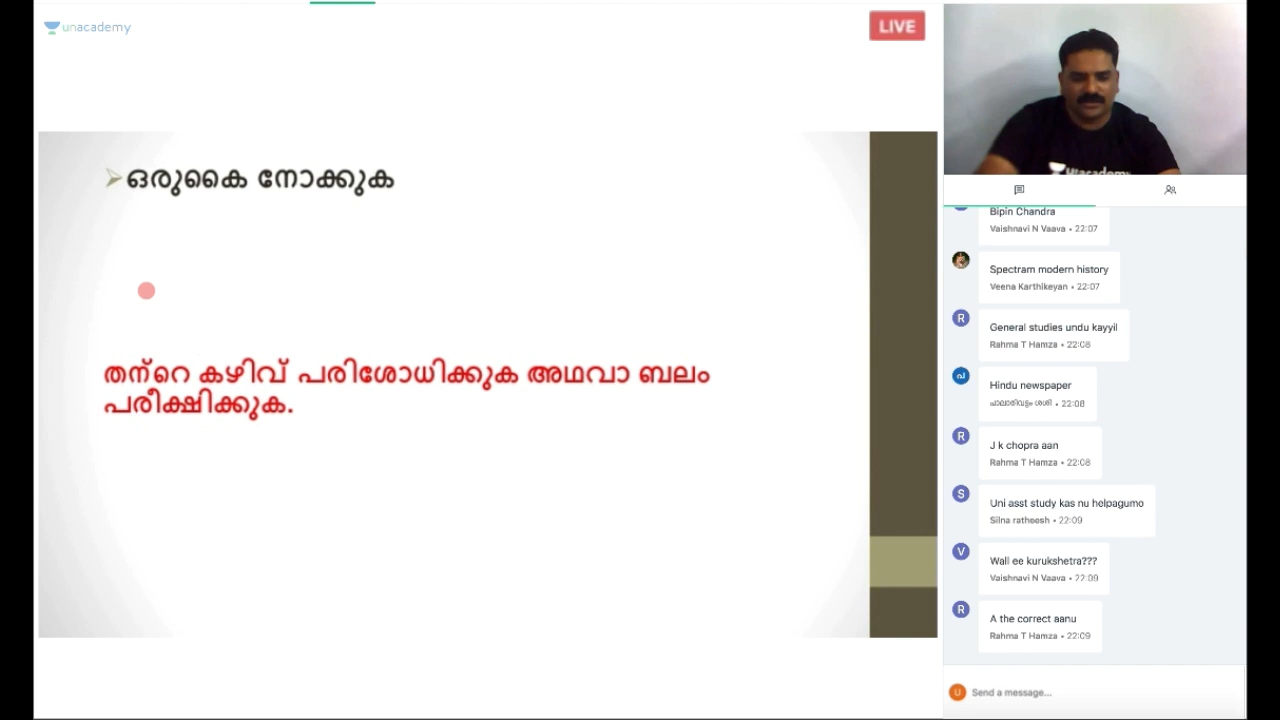 unacademy
LIVE
ഒരുകൈ നോക്കുക
തന്റെ കഴിവ് പരിശോധിക്കുക അഥവാ ബലം
പരീക്ഷിക്കുക.
Bipin Chandra
Vaishnavi N Vaava • 22:07
Spectram modern history
Veena Karthikeyan • 22:07
R
General studies undu kayyil
Rahma T Hamza • 22:08
പ
Hindu newspaper
പാലാരിവട്ടം ശശി • 22:08
R
J k chopra aan
Rahma T Hamza • 22:08
S
Uni asst study kas nu helpagumo
Silna ratheesh • 22:09
V
Wall ee kurukshetra???
Vaishnavi N Vaava • 22:09
R
A the correct aanu
Rahma T Hamza • 22:09
U
Send a message...